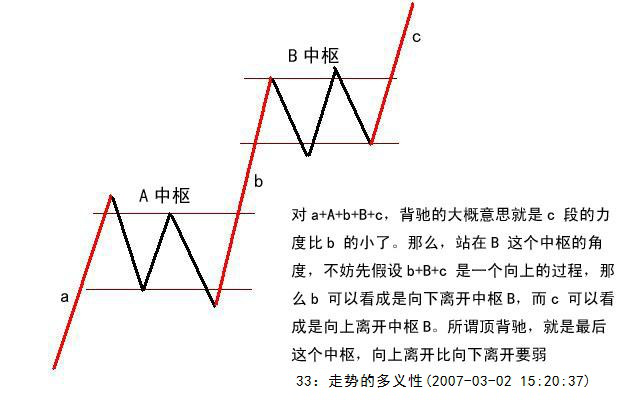 c
B 中枢
b
A 中枢
a
对 a+A+b+B+c，背驰的大概意思就是 c 段的力
度比 b 的小了。那么，站在 B 这个中枢的角
度，不妨先假设 b+B+c 是一个向上的过程，那
么 b 可以看成是向下离开中枢 B，而 c 可以看
成是向上离开中枢 B。所谓顶背驰，就是最后
这个中枢，向上离开比向下离开要弱
33：走势的多义性(2007-03-02 15:20:37)